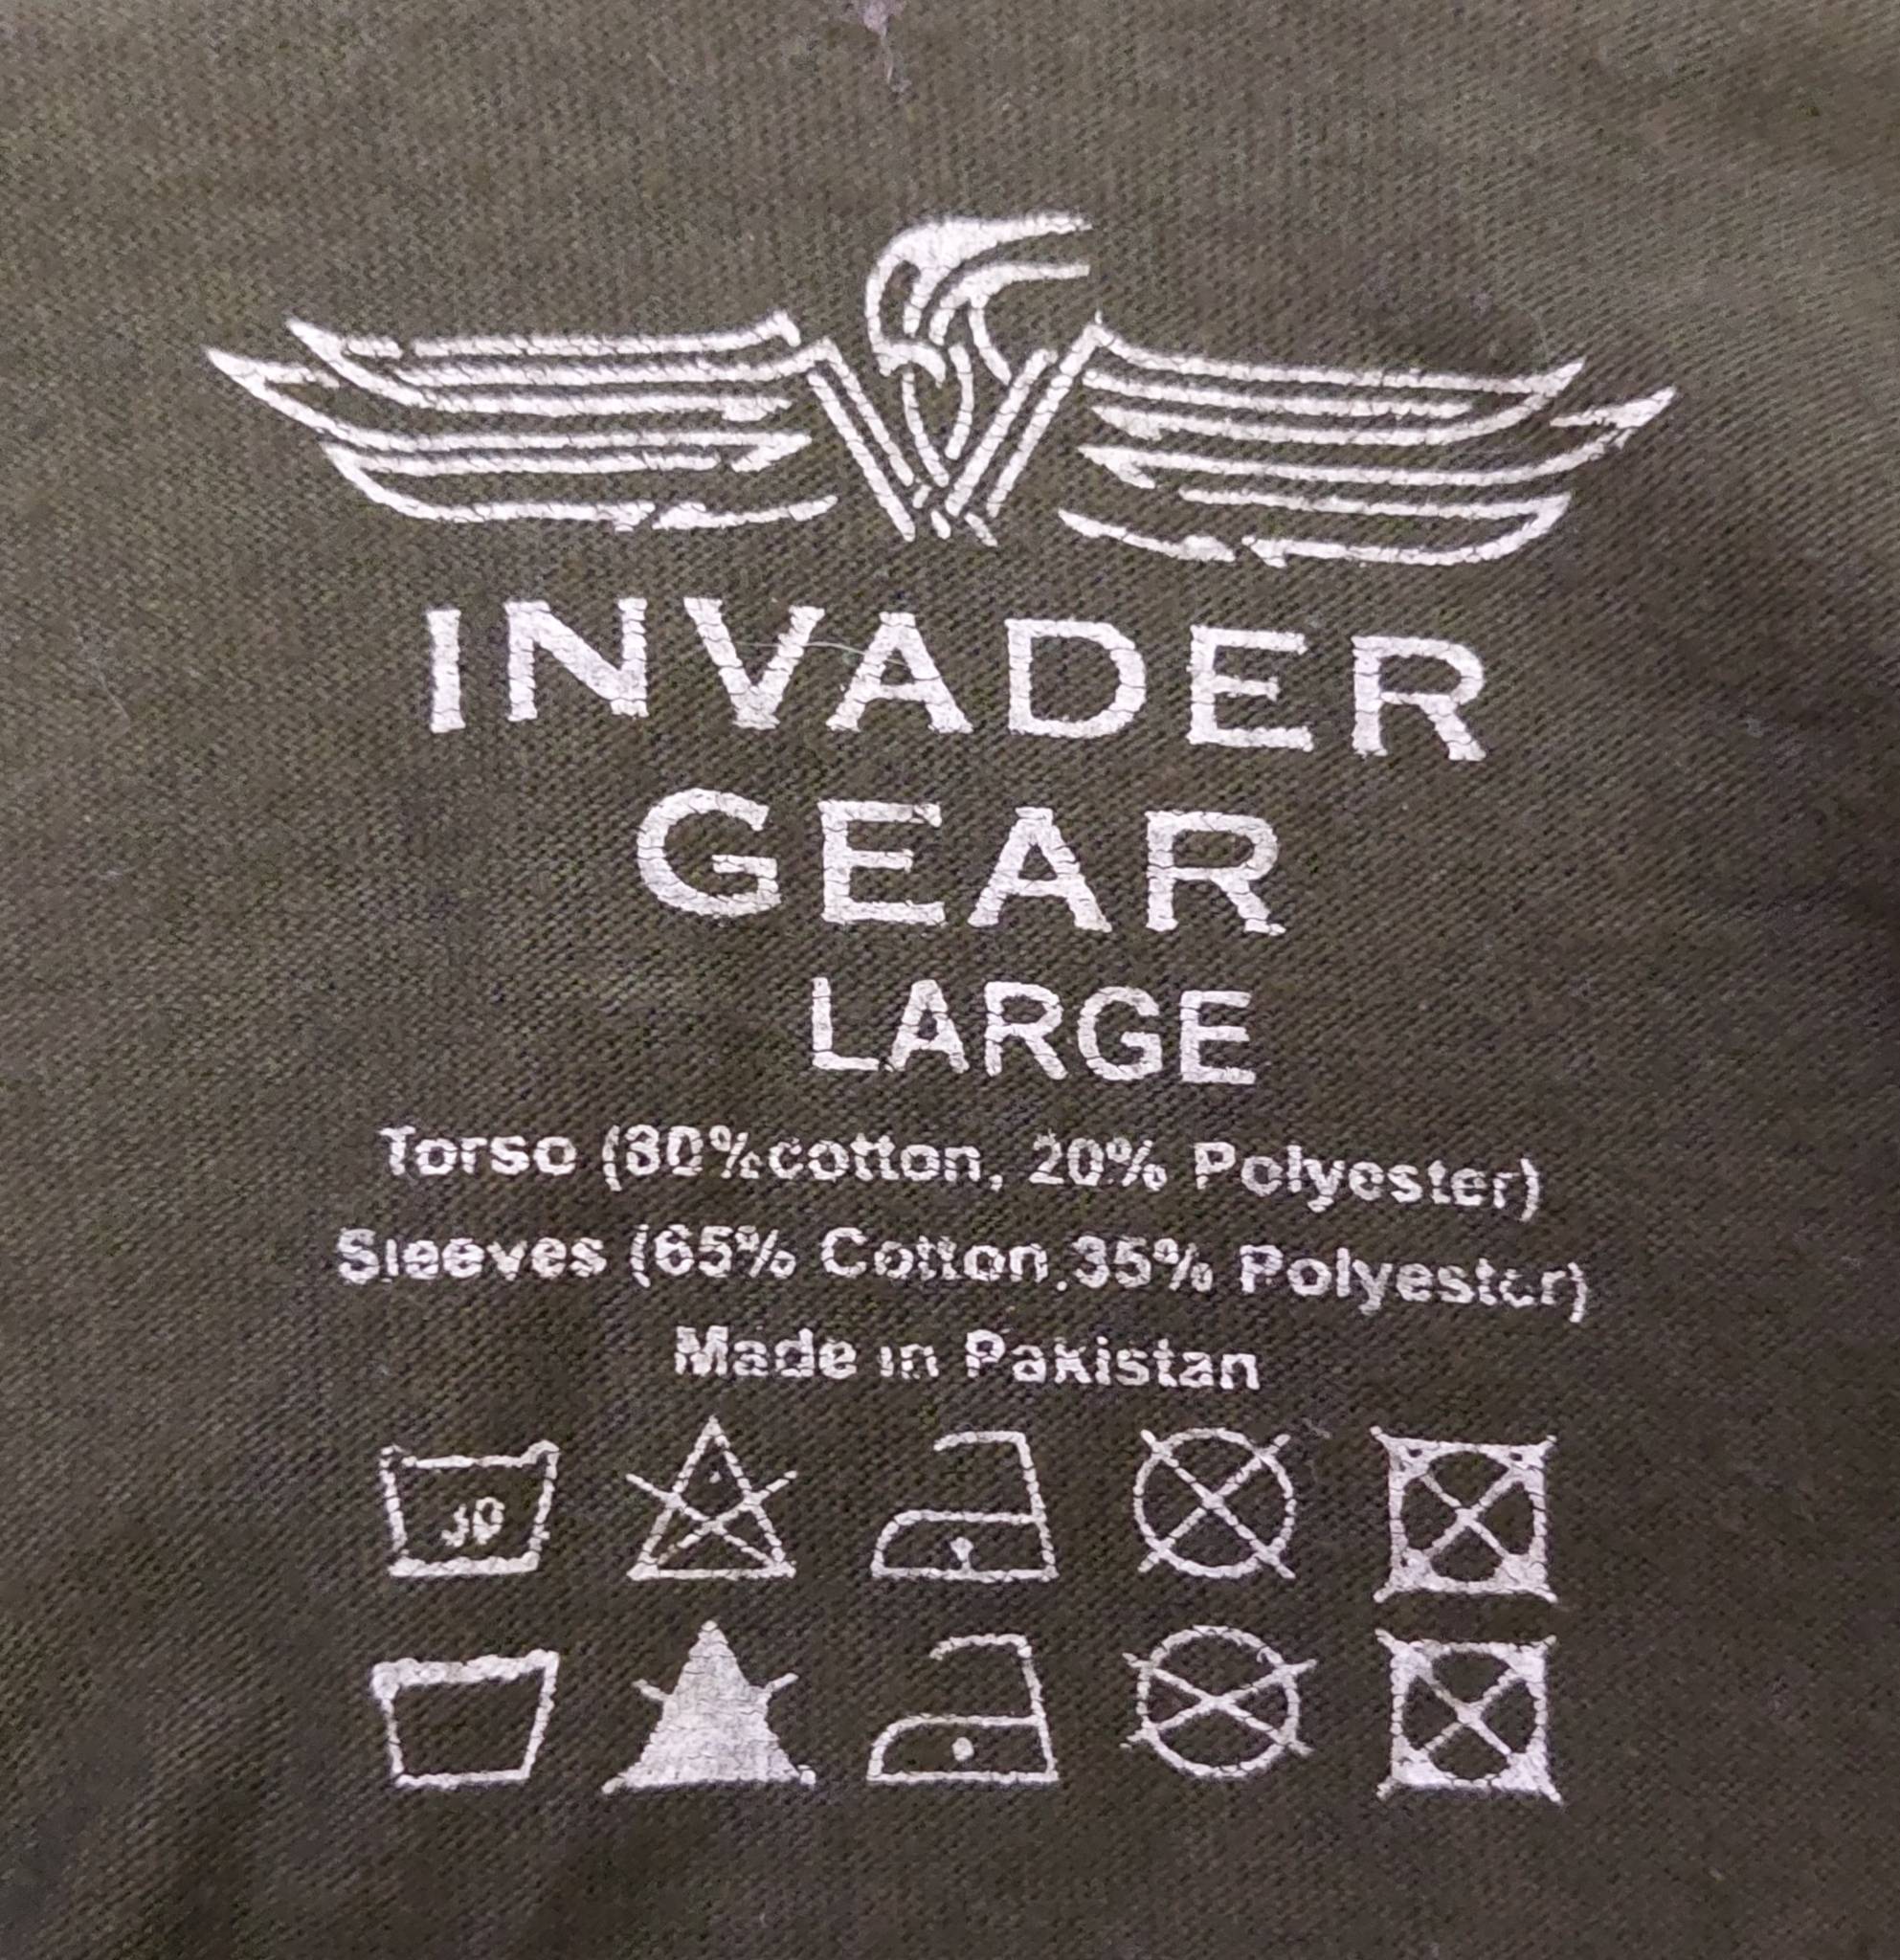 INVADER
GEAR
LARGE
Torso (80%cotton, 20% Polyester)
Sleeves (65% Cotton,35% Polyester)
Made in Pakistan
30